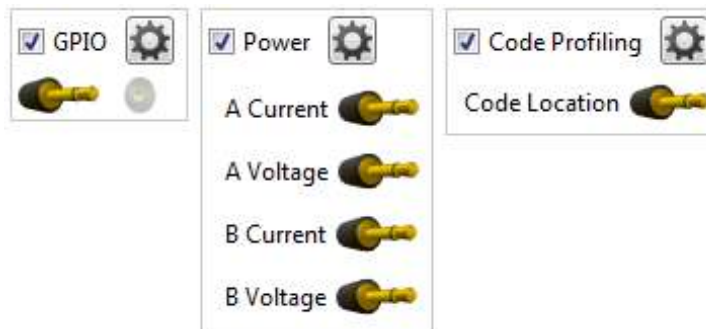 GPIO
Power
A Current
A Voltage
B Current
B Voltage
Code Profiling
Code Location